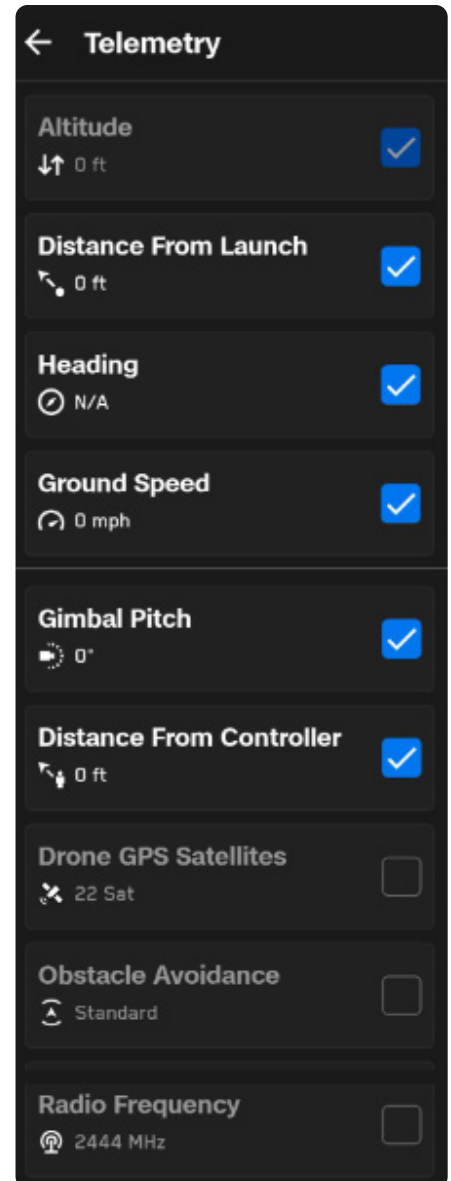 Telemetry
Altitude
0 ft
Distance From Launch
0 ft
Heading
N/A
Ground Speed
0 mph
Gimbal Pitch
0°
Distance From Controller
0 ft
Drone GPS Satellites
22 Sat
Obstacle Avoidance
Standard
Radio Frequency
2444 MHz